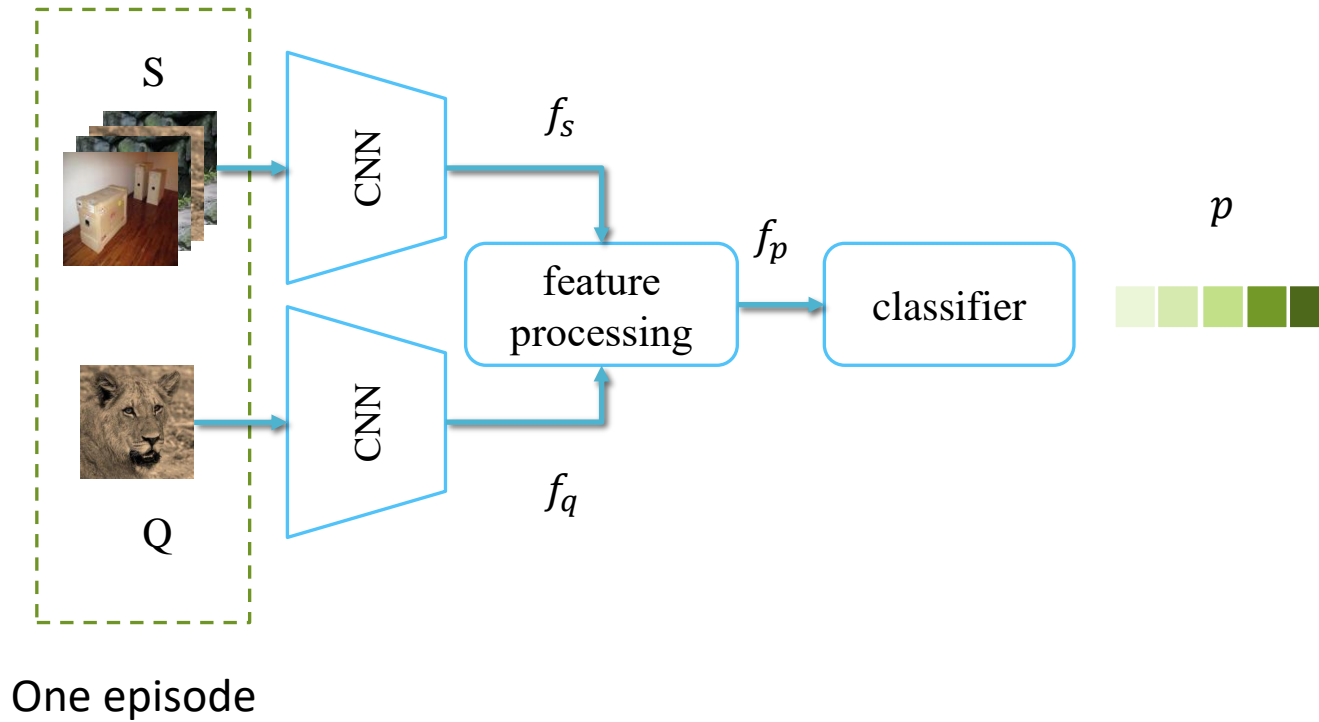 S
CNN
f_s
feature
processing
f_p
classifier
p
CNN
f_q
Q
One episode